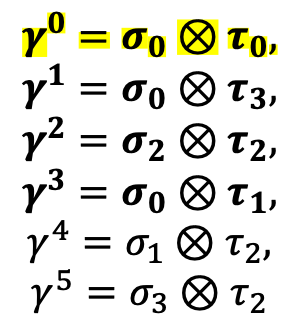 γ⁰ = σ₀ ⊗ τ₀,
γ¹ = σ₀ ⊗ τ₃,
γ² = σ₂ ⊗ τ₂,
γ³ = σ₀ ⊗ τ₁,
γ⁴ = σ₁ ⊗ τ₂,
γ⁵ = σ₃ ⊗ τ₂